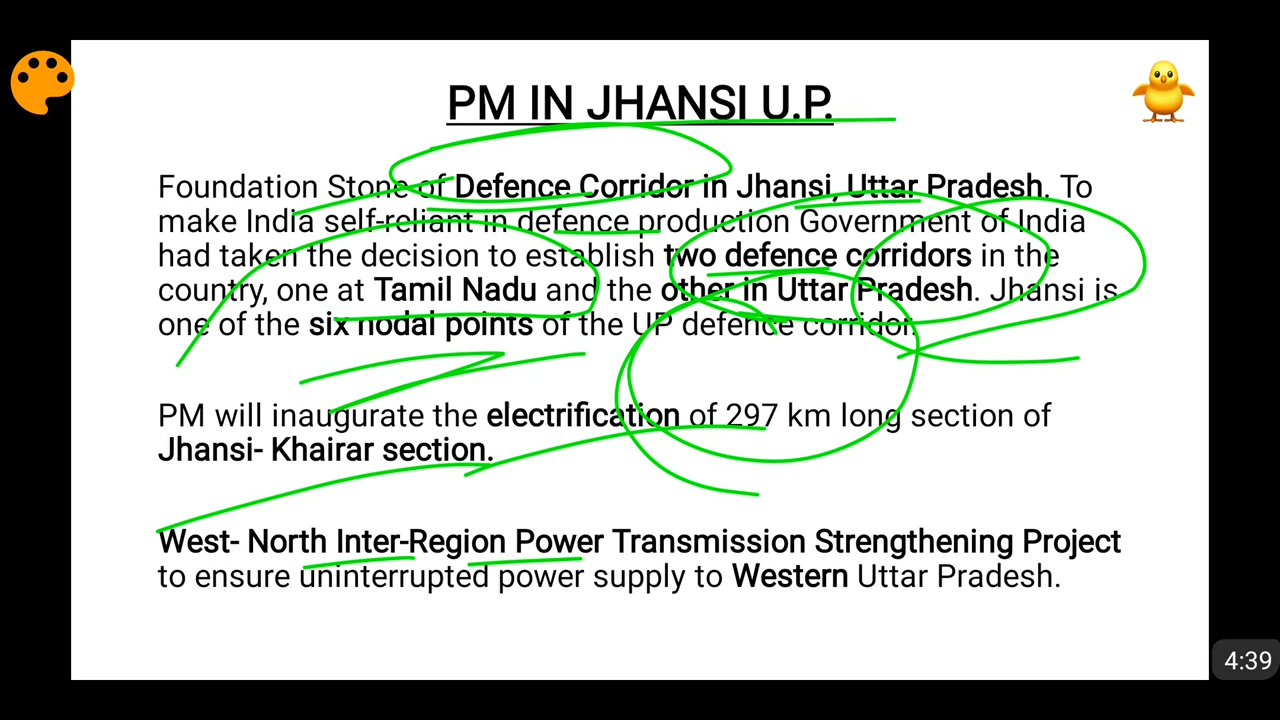 PM IN JHANSI U.P.
Foundation Stone of Defence Corridor in Jhansi, Uttar Pradesh. To
make India self-reliant in defence production Government of India
had taken the decision to establish two defence corridors in the
country, one at Tamil Nadu and the other in Uttar Pradesh. Jhansi is
one of the six nodal points of the UP defence corridor.
PM will inaugurate the electrification of 297 km long section of
Jhansi- Khairar section.
West- North Inter-Region Power Transmission Strengthening Project
to ensure uninterrupted power supply to Western Uttar Pradesh.
4:39